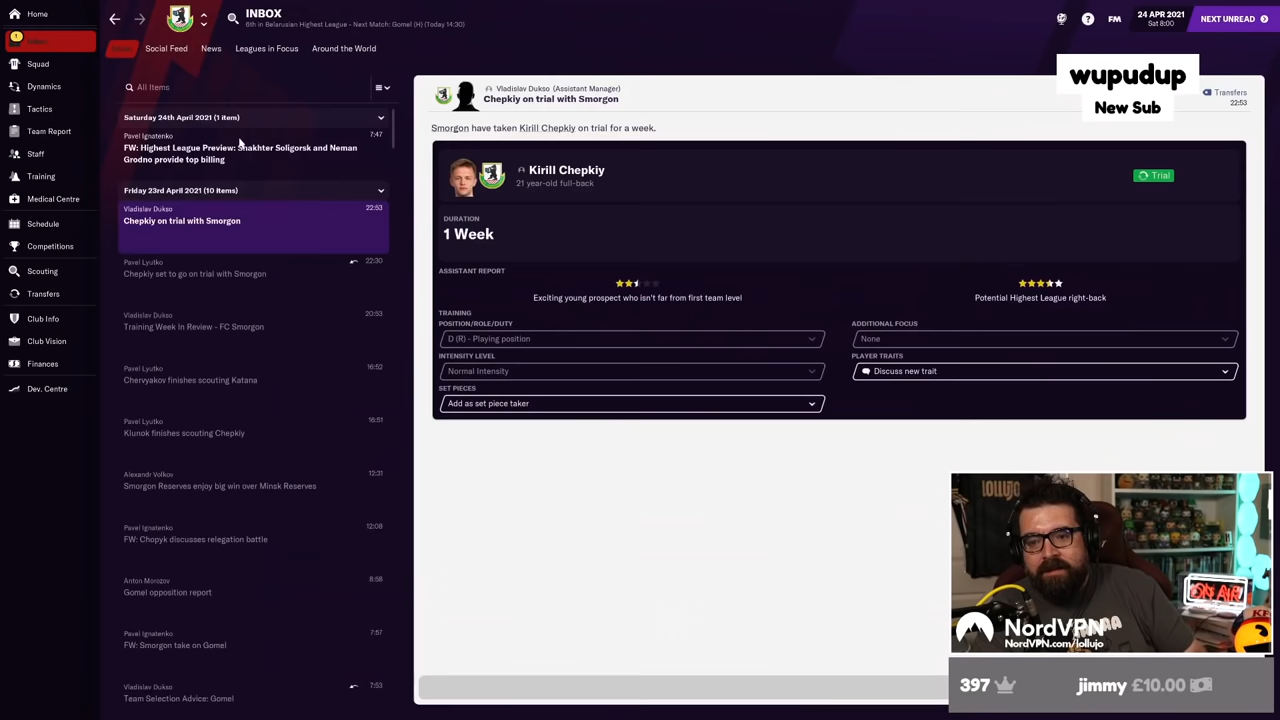 Home
INBOX
6th in Belarusian Highest League - Next Match: Gomel (H) (Today 14:30)
FM
24 APR 2021
Sat 8:00
NEXT UNREAD
1
Squad
Dynamics
Tactics
Team Report
Staff
Training
Medical Centre
Schedule
Competitions
Scouting
Transfers
Club Info
Club Vision
Finances
Dev. Centre
Social Feed
News
Leagues in Focus
Around the World
All Items
Saturday 24th April 2021 (1 item)
Pavel Ignatenko
7:47
FW: Highest League Preview: Shakhter Soligorsk and Neman
Grodno provide top billing
Friday 23rd April 2021 (10 items)
Vladislav Dukso
22:53
Chepkiy on trial with Smorgon
Pavel Lyutko
22:30
Chepkiy set to go on trial with Smorgon
Vladislav Dukso
20:53
Training Week In Review - FC Smorgon
Pavel Lyutko
16:52
Chervyakov finishes scouting Katana
Pavel Lyutko
16:51
Klunok finishes scouting Chepkiy
Alexandr Volkov
12:31
Smorgon Reserves enjoy big win over Minsk Reserves
Pavel Ignatenko
12:08
FW: Chopyk discusses relegation battle
Anton Morozov
8:58
Gomel opposition report
Pavel Ignatenko
7:57
FW: Smorgon take on Gomel
Vladislav Dukso
7:53
Team Selection Advice: Gomel
Vladislav Dukso (Assistant Manager)
Chepkiy on trial with Smorgon
Transfers
22:53
wupudup
New Sub
Smorgon have taken Kirill Chepkiy on trial for a week.
Kirill Chepkiy
21 year-old full-back
Trial
DURATION
1 Week
ASSISTANT REPORT
Exciting young prospect who isn't far from first team level
Potential Highest League right-back
TRAINING
POSITION/ROLE/DUTY
D (R) - Playing position
ADDITIONAL FOCUS
None
INTENSITY LEVEL
Normal Intensity
PLAYER TRAITS
Discuss new trait
SET PIECES
Add as set piece taker
lollujo
ON AIR
NordVPN
NordVPN.com/lollujo
397
jimmy £10.00